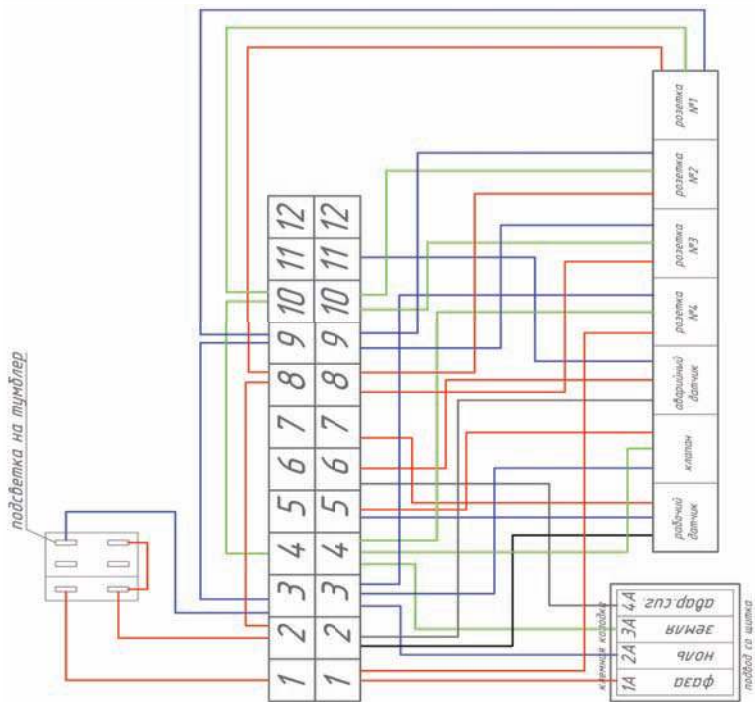 розетка
№1
розетка
№2
розетка
№3
розетка
№4
аварийный
датчик
клапан
рабочий
датчик
12
11
10
9
8
7
6
5
4
3
2
1
12
11
10
9
8
7
6
5
4
3
2
1
подсветка на тумблер
клемная колодка
4А авар.сиг.
3А земля
2А ноль
1А фаза
подвод со щитка